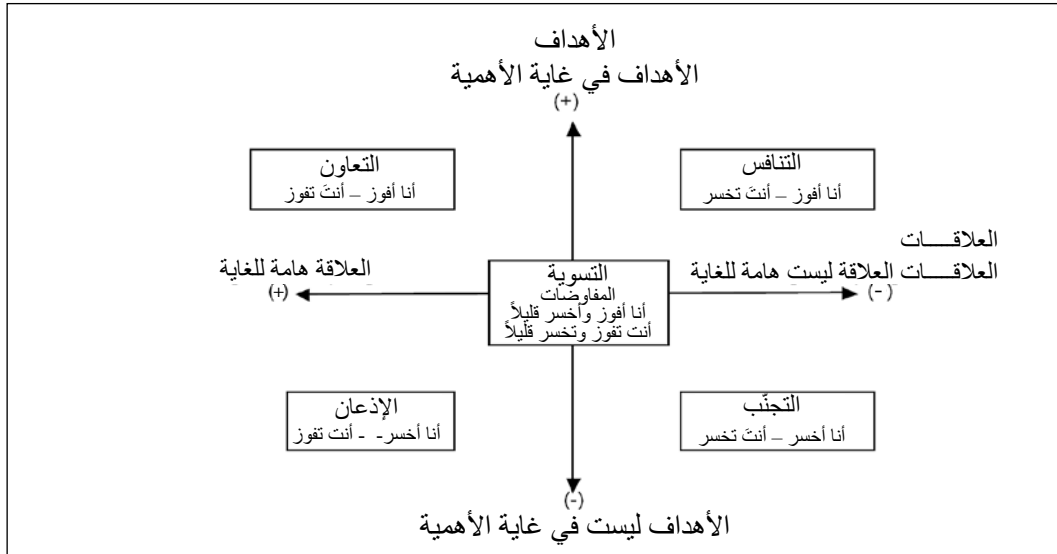 الأهداف
الأهداف في غاية الأهمية
(+)
التنافس
أنا أفوز – أنتَ تخسر
التعاون
أنا أفوز – أنتَ تفوز
العلاقــــات
العلاقــــات العلاقة ليست هامة للغاية
(-)
التسوية
المفاوضات
أنا أفوز وأخسر قليلاً
أنت تفوز وتخسر قليلاً
العلاقة هامة للغاية
(+)
التجنّب
أنا أخسر – أنتَ تخسر
الإذعان
أنا أخسر- - أنت تفوز
(-)
الأهداف ليست في غاية الأهمية